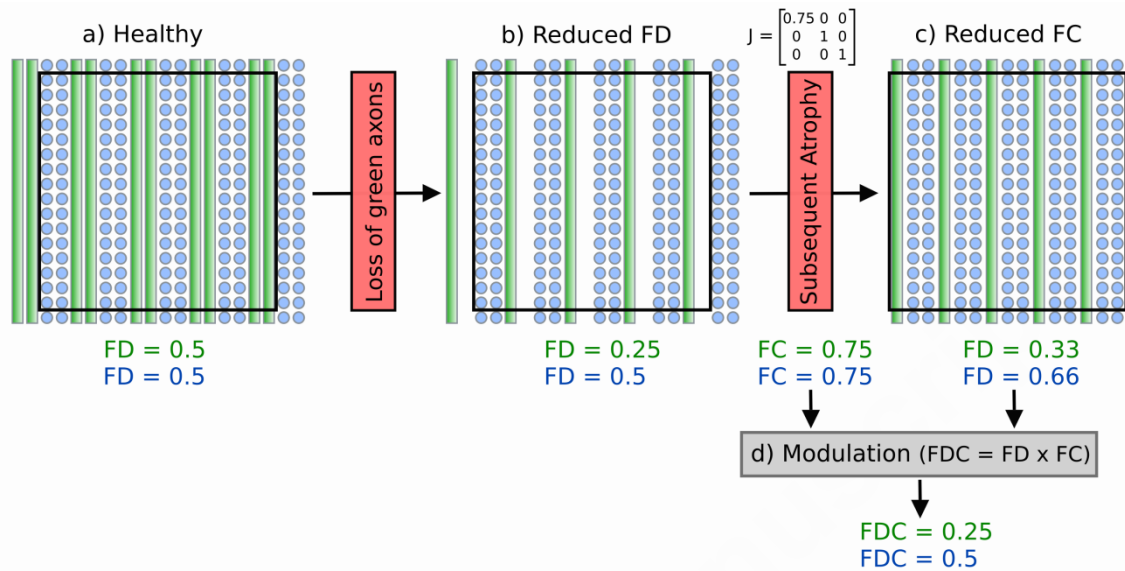 a) Healthy
b) Reduced FD
J = [0.75 0 0
0 1 0
0 0 1]
c) Reduced FC
Loss of green axons
Subsequent Atrophy
FD = 0.5
FD = 0.5
FD = 0.25
FD = 0.5
FC = 0.75
FC = 0.75
FD = 0.33
FD = 0.66
d) Modulation (FDC = FD x FC)
FDC = 0.25
FDC = 0.5